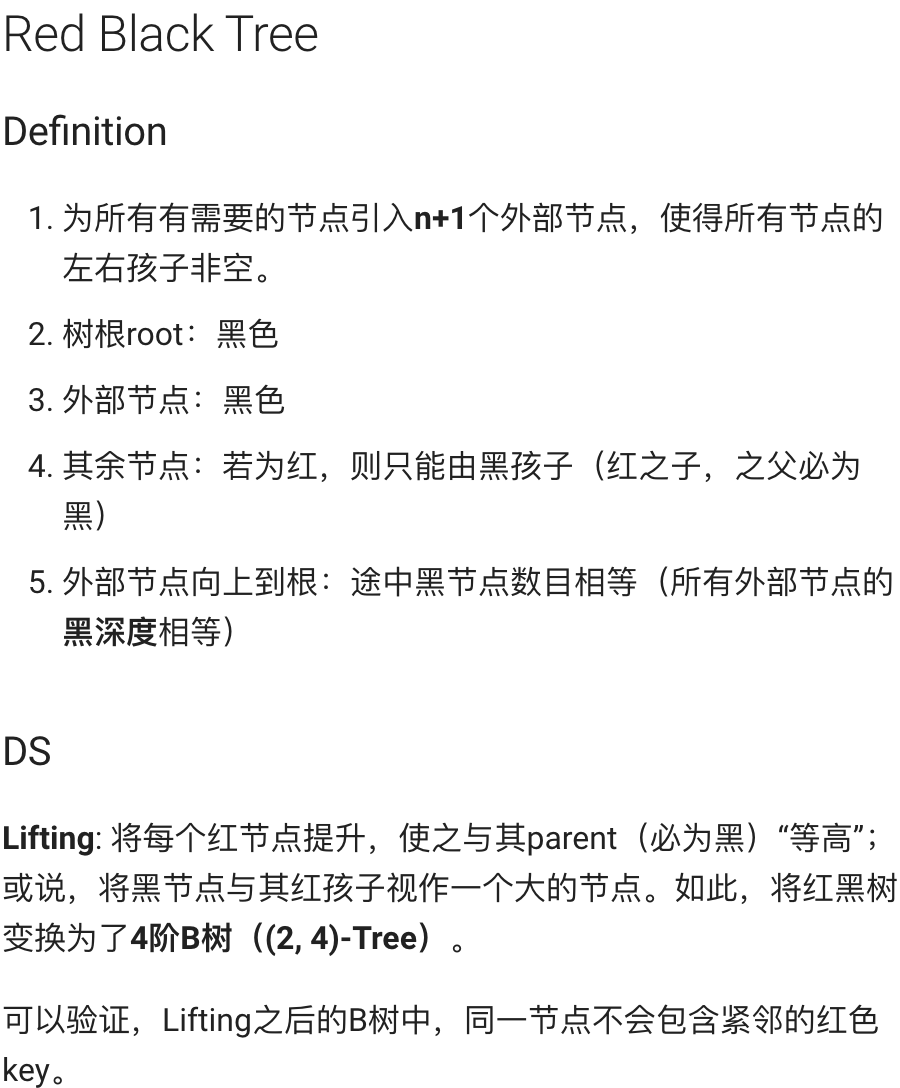 Red Black Tree
Definition
1. 为所有有需要的节点引入n+1个外部节点，使得所有节点的
左右孩子非空。
2. 树根root：黑色
3. 外部节点：黑色
4. 其余节点：若为红，则只能由黑孩子（红之子，之父必为
黑）
5. 外部节点向上到根：途中黑节点数目相等（所有外部节点的
黑深度相等）
DS
Lifting: 将每个红节点提升，使之与其parent（必为黑）“等高”；
或说，将黑节点与其红孩子视作一个大的节点。如此，将红黑树
变换为了4阶B树（(2, 4)-Tree）。
可以验证，Lifting之后的B树中，同一节点不会包含紧邻的红色
key。